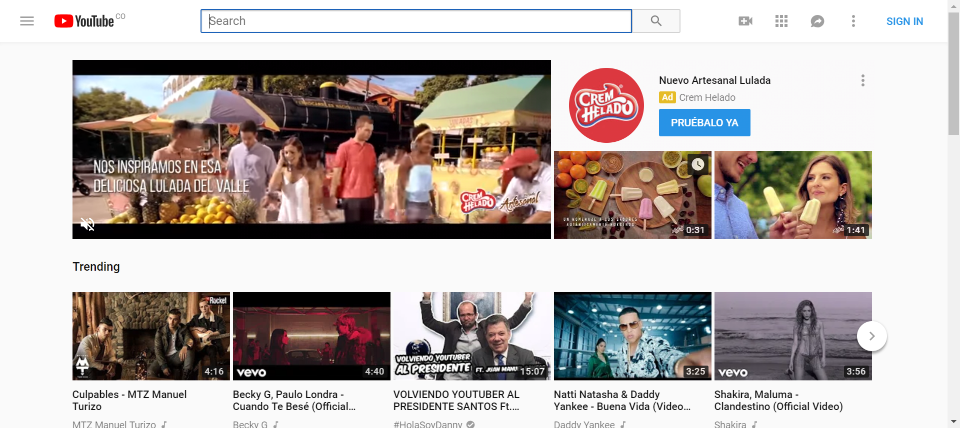 YouTube CO
Search
SIGN IN
NOS INSPIRAMOS EN ESA
DELICIOSA LULADA DEL VALLE
CREM
HELADO
Artesanal
CREM
HELADO
Nuevo Artesanal Lulada
Ad Crem Helado
PRUÉBALO YA
0:31
1:41
Trending
Rocket
4:16
vevo
4:40
VOLVIENDO YOUTUBER
AL PRESIDENTE
FT. JUAN MANU
15:07
3:25
vevo
3:56
Culpables - MTZ Manuel
Turizo
MTZ Manuel Turizo
Becky G, Paulo Londra -
Cuando Te Besé (Official...
Becky G
VOLVIENDO YOUTUBER AL
PRESIDENTE SANTOS Ft....
#HolaSoyDanny
Natti Natasha & Daddy
Yankee - Buena Vida (Video...
Daddy Yankee
Shakira, Maluma -
Clandestino (Official Video)
Shakira